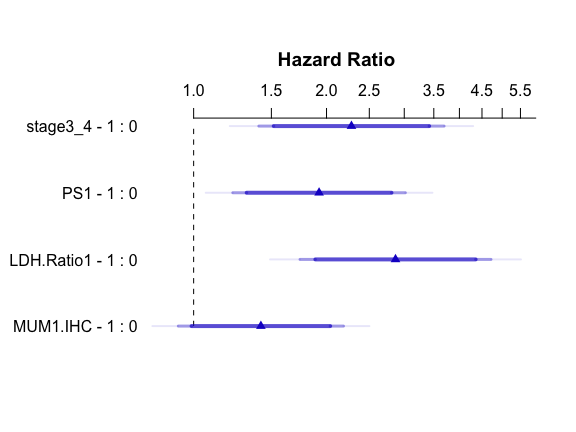 Hazard Ratio
1.0 1.5 2.0 2.5 3.5 4.5 5.5
stage3_4 - 1 : 0
PS1 - 1 : 0
LDH.Ratio1 - 1 : 0
MUM1.IHC - 1 : 0